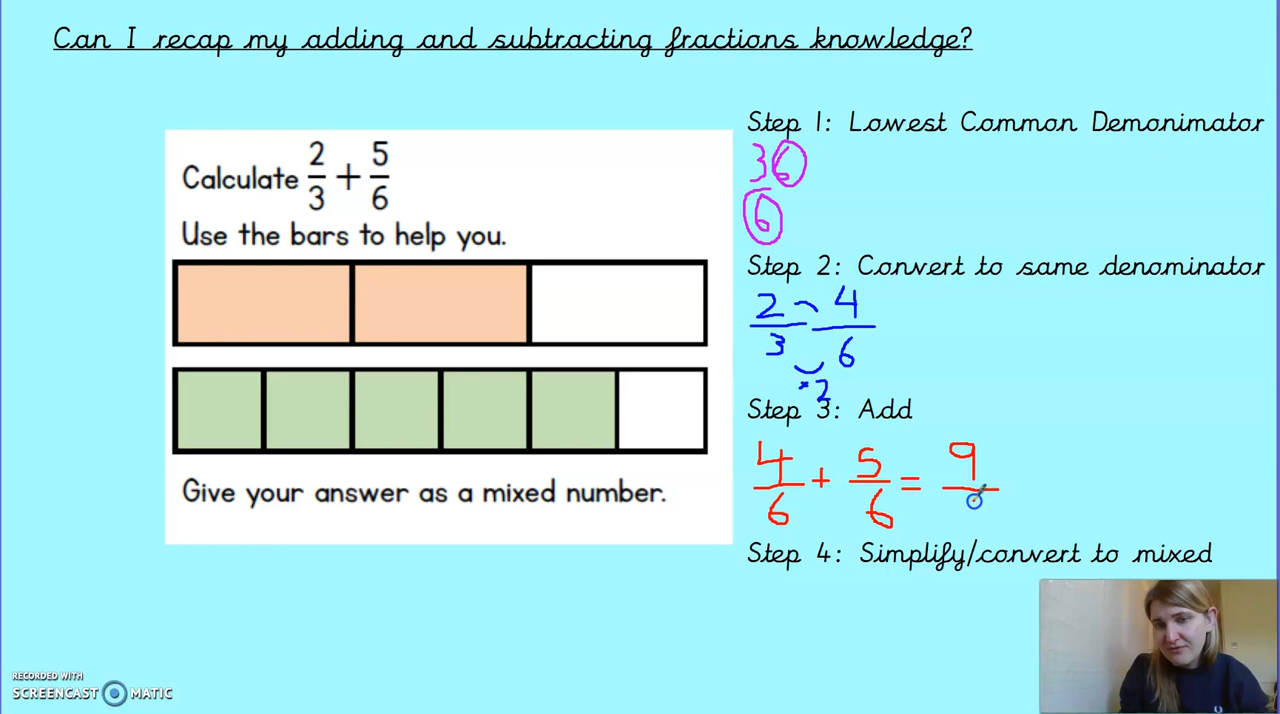 Can I recap my adding and subtracting fractions knowledge?
Calculate 2/3 + 5/6
Use the bars to help you.
Give your answer as a mixed number.
Step 1: Lowest Common Demonimator
3 6
6
Step 2: Convert to same denominator
2/3 4/6
×2
Step 3: Add
4/6 + 5/6 = 9/
Step 4: Simplify/convert to mixed
RECORDED WITH
SCREENCAST MATIC